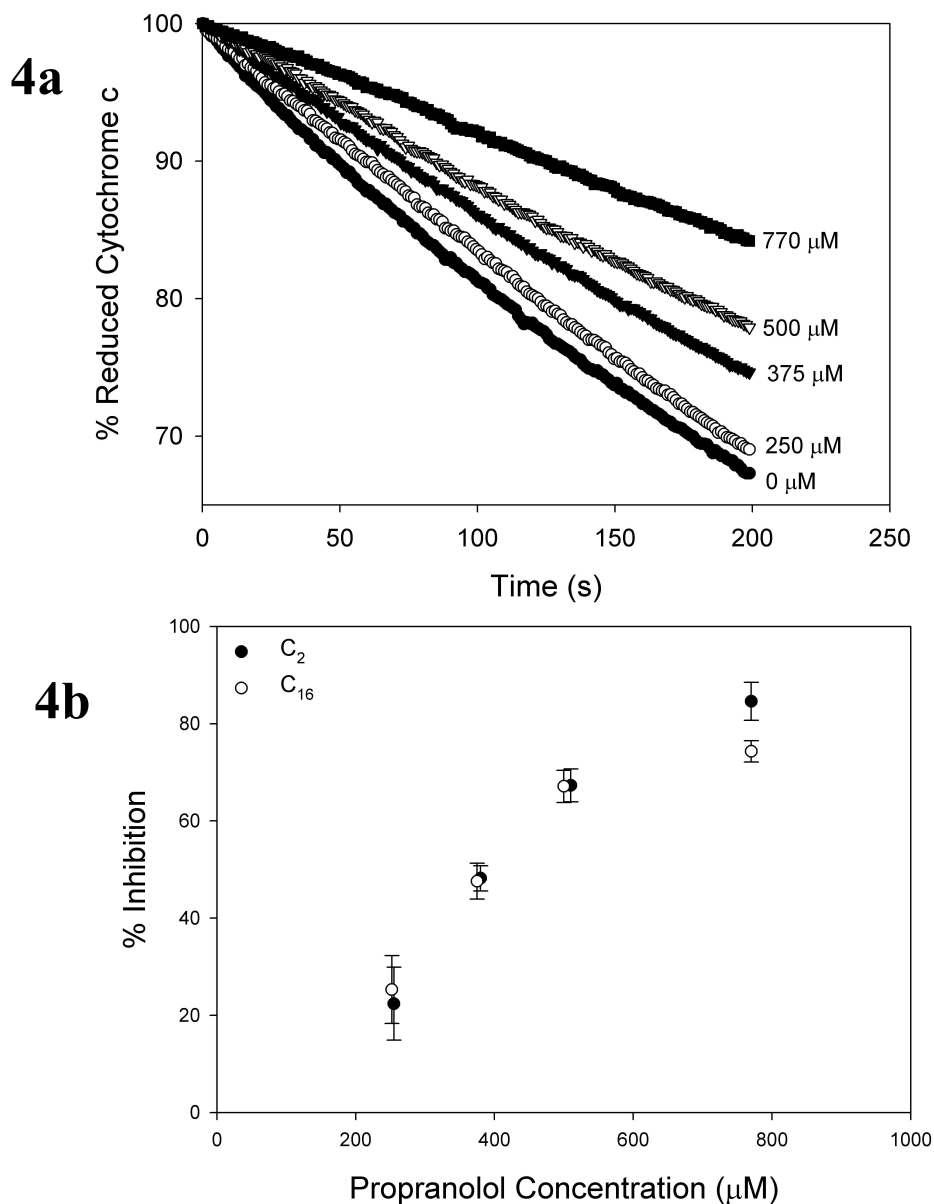 4a
% Reduced Cytochrome c
100
90
80
70
770 μM
500 μM
375 μM
250 μM
0 μM
0 50 100 150 200 250
Time (s)
4b
% Inhibition
100
80
60
40
20
0
C₂
C₁₆
0 200 400 600 800 1000
Propranolol Concentration (μM)